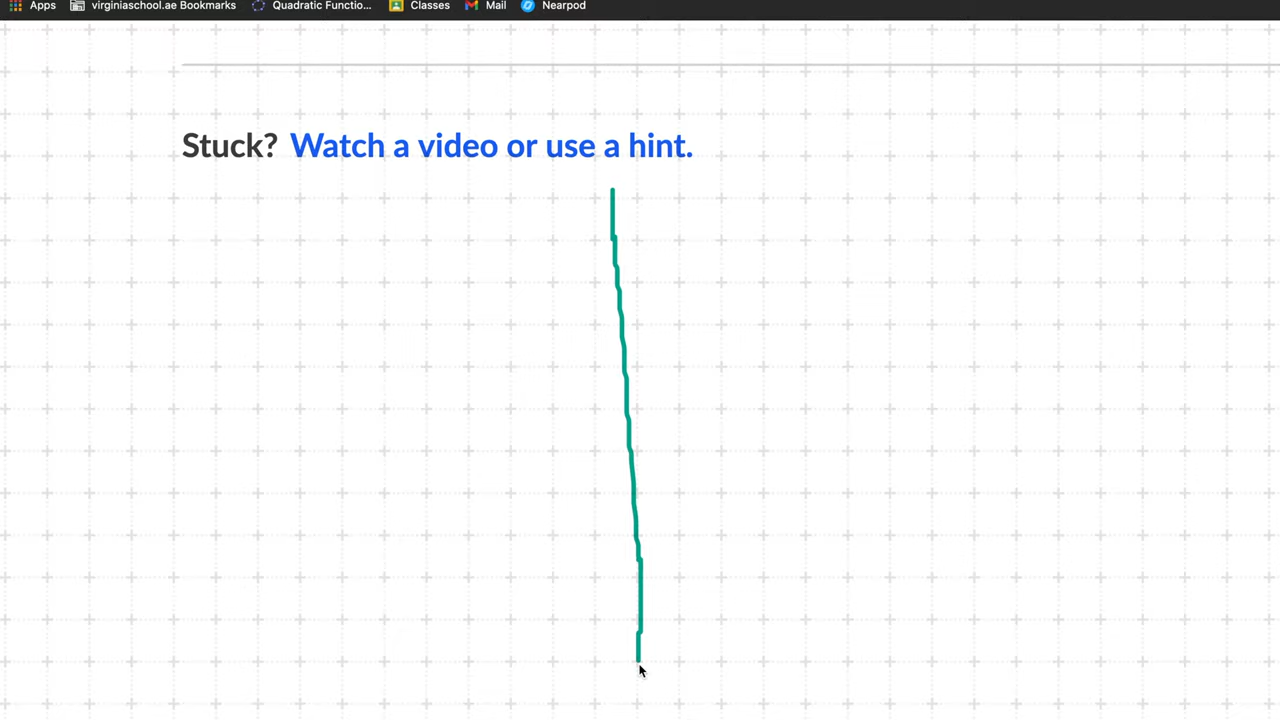 Apps virginiaschool.ae Bookmarks Quadratic Functio... Classes Mail Nearpod
Stuck? Watch a video or use a hint.